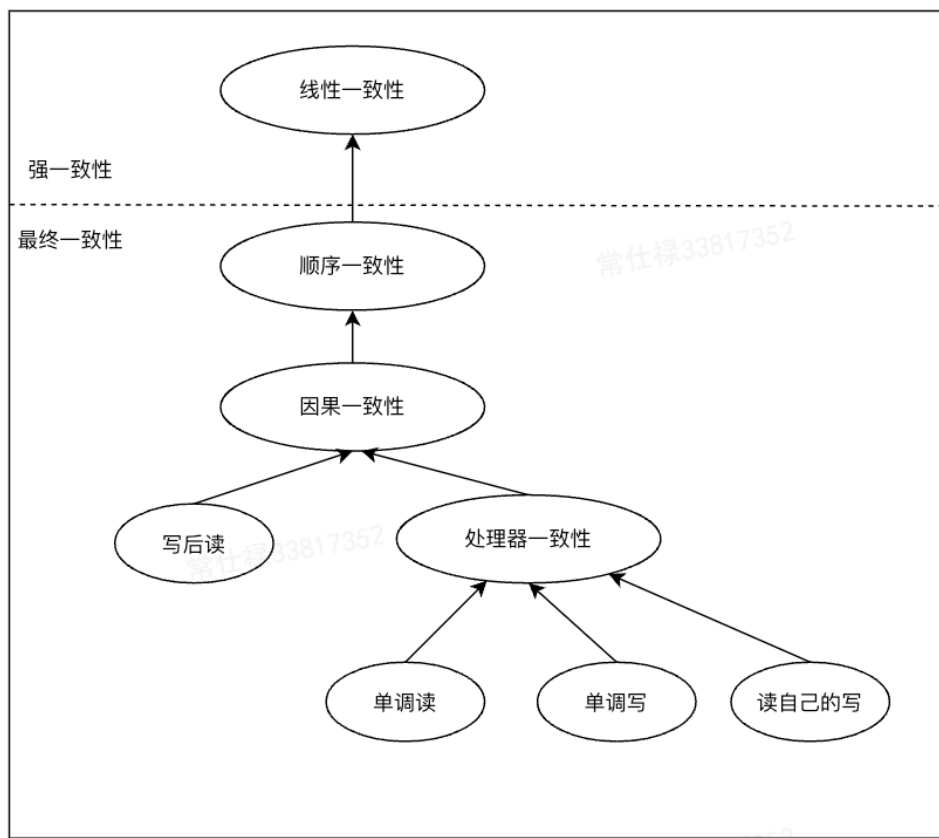 线性一致性
强一致性
最终一致性
常仕禄33817352
顺序一致性
因果一致性
写后读
常仕禄33817352
处理器一致性
单调读
单调写
读自己的写